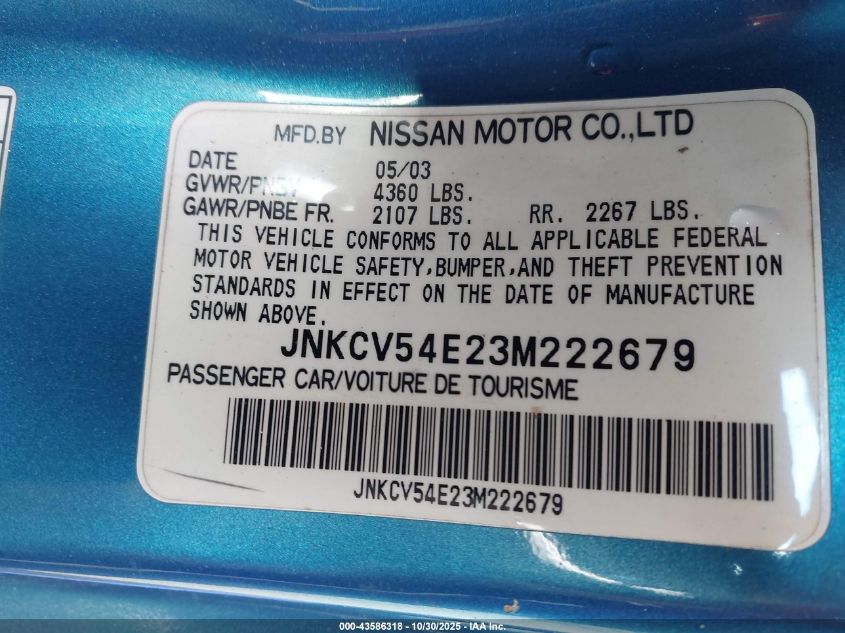 MFD.BY NISSAN MOTOR CO.,LTD
DATE 05/03
GVWR/PNBV 4360 LBS.
GAWR/PNBE FR. 2107 LBS. RR. 2267 LBS.
THIS VEHICLE CONFORMS TO ALL APPLICABLE FEDERAL
MOTOR VEHICLE SAFETY,BUMPER,AND THEFT PREVENTION
STANDARDS IN EFFECT ON THE DATE OF MANUFACTURE
SHOWN ABOVE.
JNKCV54E23M222679
PASSENGER CAR/VOITURE DE TOURISME
JNKCV54E23M222679
000-43586318 - 10/30/2025 - IAA Inc.